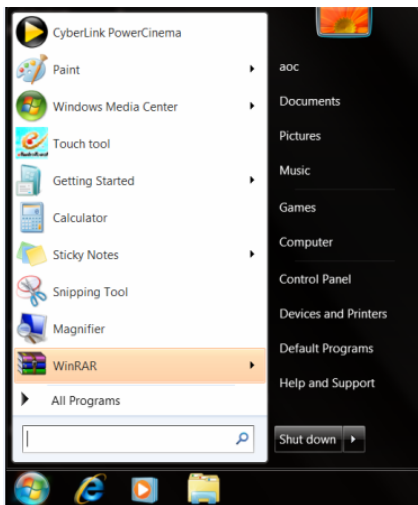 CyberLink PowerCinema
Paint
Windows Media Center
Touch tool
Getting Started
Calculator
Sticky Notes
Snipping Tool
Magnifier
WinRAR
All Programs
aoc
Documents
Pictures
Music
Games
Computer
Control Panel
Devices and Printers
Default Programs
Help and Support
Shut down